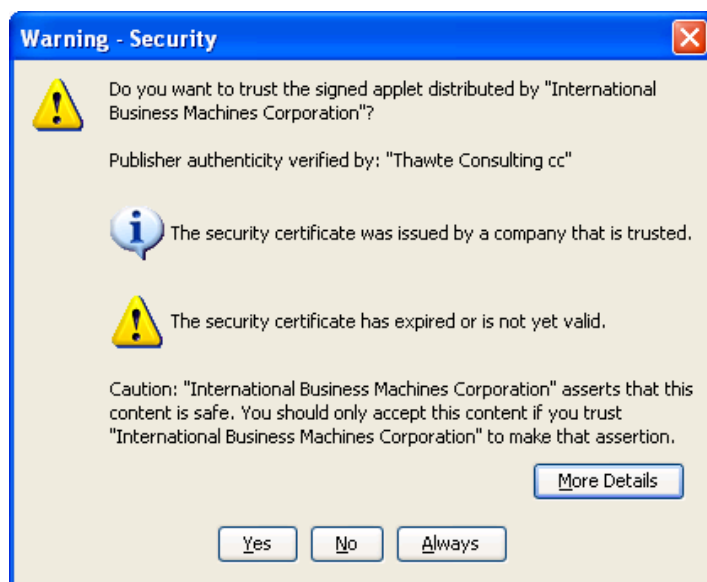 Warning - Security
Do you want to trust the signed applet distributed by "International
Business Machines Corporation"?
Publisher authenticity verified by: "Thawte Consulting cc"
The security certificate was issued by a company that is trusted.
The security certificate has expired or is not yet valid.
Caution: "International Business Machines Corporation" asserts that this
content is safe. You should only accept this content if you trust
"International Business Machines Corporation" to make that assertion.
More Details
Yes No Always